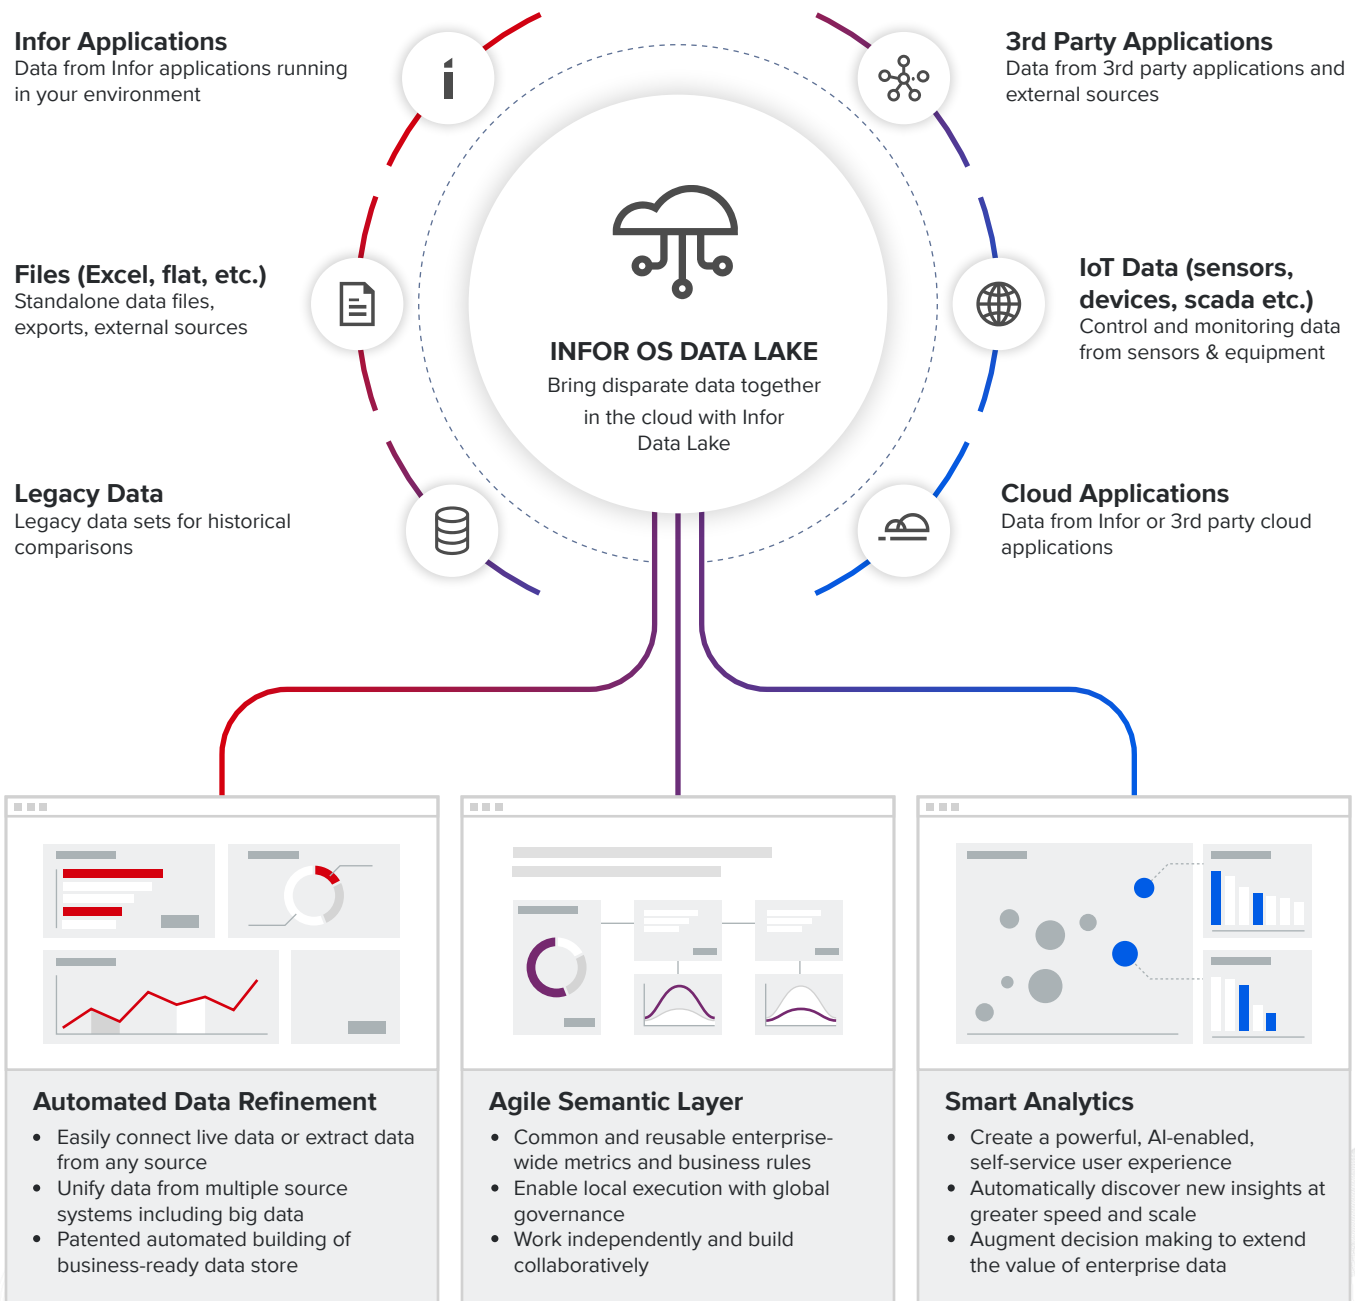 Infor Applications
Data from Infor applications running
in your environment
3rd Party Applications
Data from 3rd party applications and
external sources
Files (Excel, flat, etc.)
Standalone data files,
exports, external sources
IoT Data (sensors,
devices, scada etc.)
Control and monitoring data
from sensors & equipment
INFOR OS DATA LAKE
Bring disparate data together
in the cloud with Infor
Data Lake
Legacy Data
Legacy data sets for historical
comparisons
Cloud Applications
Data from Infor or 3rd party cloud
applications
Automated Data Refinement
• Easily connect live data or extract data
from any source
• Unify data from multiple source
systems including big data
• Patented automated building of
business-ready data store
Agile Semantic Layer
• Common and reusable enterprise-
wide metrics and business rules
• Enable local execution with global
governance
• Work independently and build
collaboratively
Smart Analytics
• Create a powerful, AI-enabled,
self-service user experience
• Automatically discover new insights at
greater speed and scale
• Augment decision making to extend
the value of enterprise data